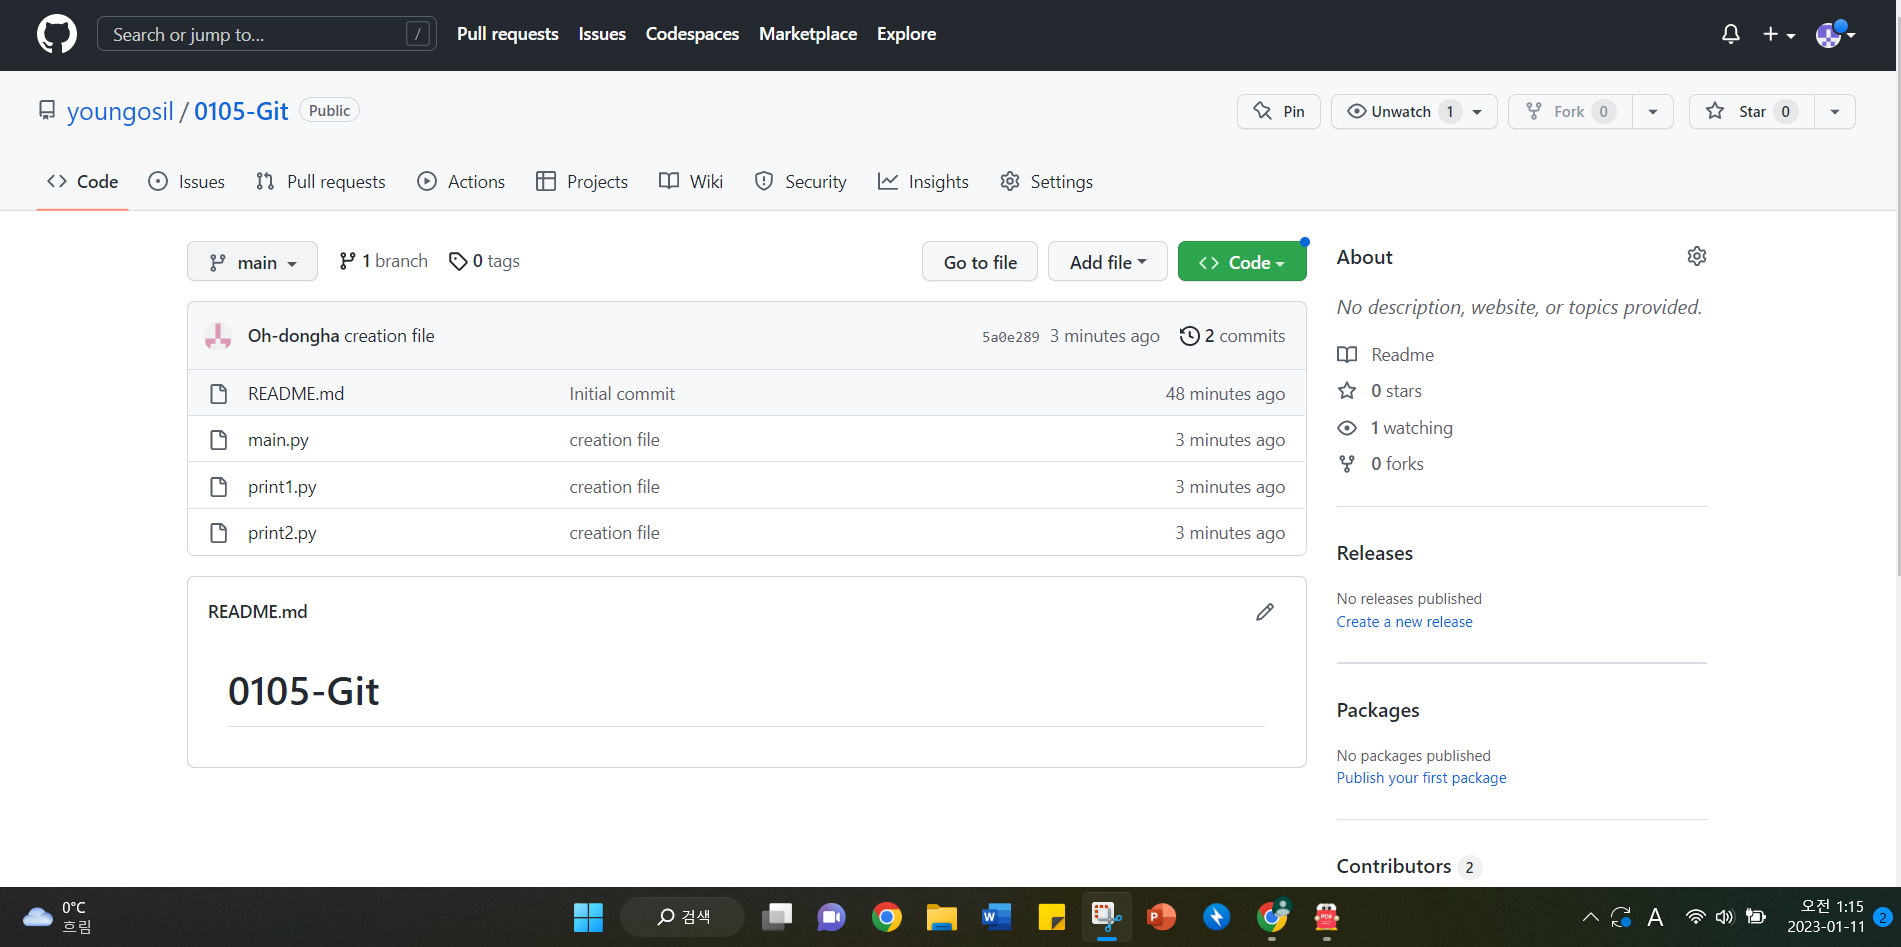 Search or jump to... /
Pull requests Issues Codespaces Marketplace Explore
youngosil / 0105-Git Public
Pin Unwatch 1 Fork 0 Star 0
Code Issues Pull requests Actions Projects Wiki Security Insights Settings
main 1 branch 0 tags Go to file Add file Code
Oh-dongha creation file 5a0e289 3 minutes ago 2 commits
README.md Initial commit 48 minutes ago
main.py creation file 3 minutes ago
print1.py creation file 3 minutes ago
print2.py creation file 3 minutes ago
README.md
0105-Git
About
No description, website, or topics provided.
Readme
0 stars
1 watching
0 forks
Releases
No releases published
Create a new release
Packages
No packages published
Publish your first package
Contributors 2
0°C
흐림
검색
W
P
PDF
A
오전 1:15
2023-01-11
2